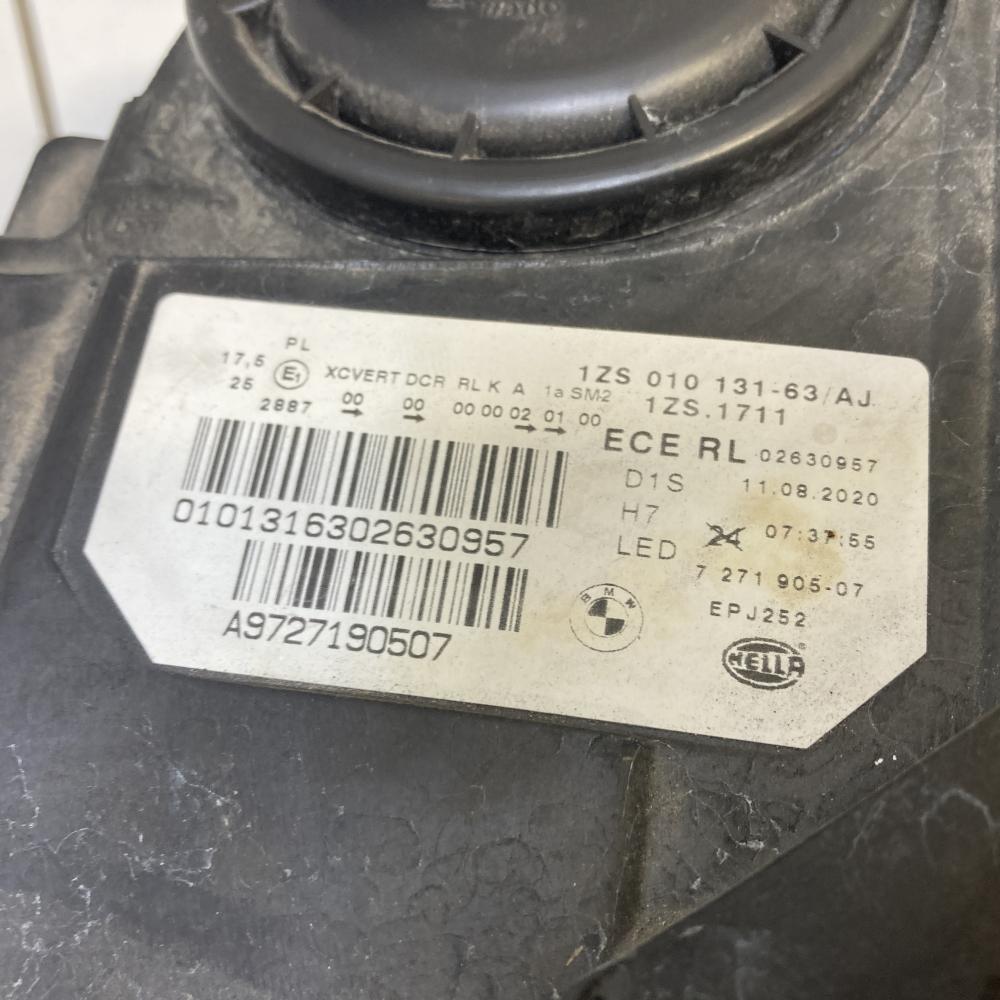 PL
17,5 E1 XCVERT DCR RL K A 1a SM2 1ZS 010 131-63/AJ
25 2887 00 00 00 00 02 01 00 1ZS.1711
ECE RL 02630957
D1S 11.08.2020
H7 24 07:37:55
LED 7 271 905-07
EPJ252
0101316302630957
A9727190507
BMW
HELLA